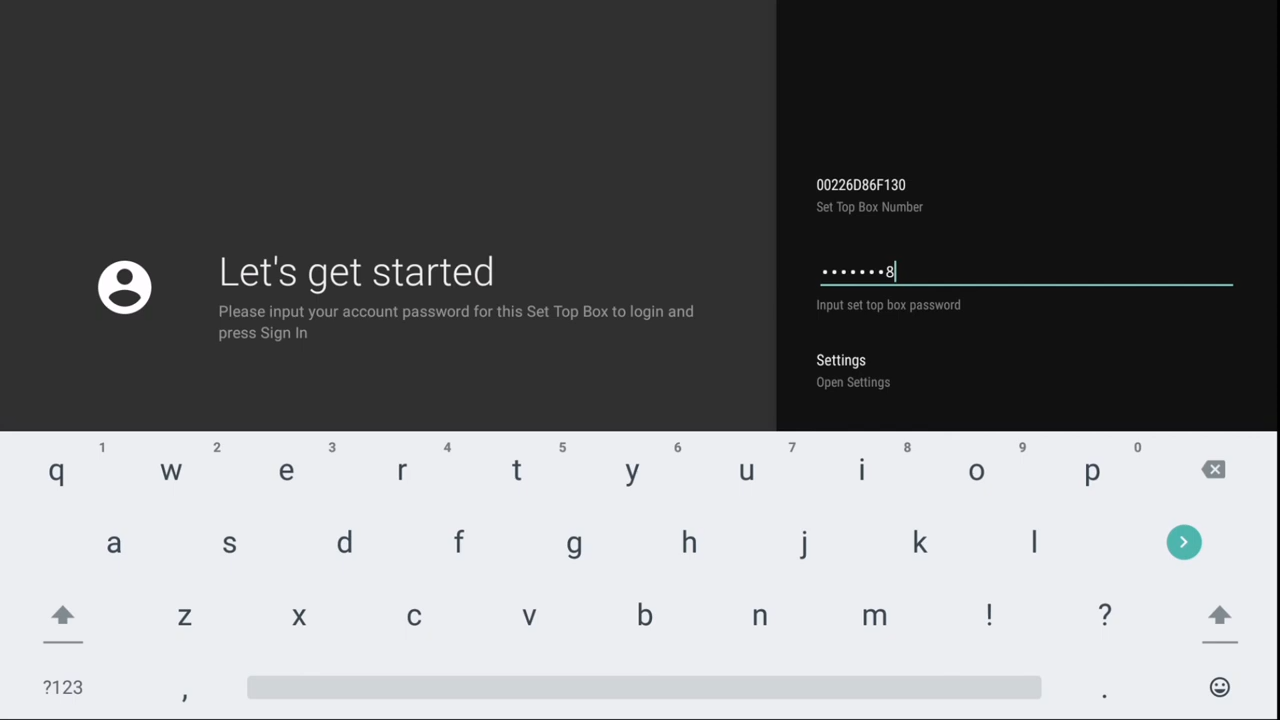 Let's get started
Please input your account password for this Set Top Box to login and
press Sign In
00226D86F130
Set Top Box Number
•••••••8
Input set top box password
Settings
Open Settings
1 2 3 4 5 6 7 8 9 0
q w e r t y u i o p
a s d f g h j k l
z x c v b n m ! ?
?123 , .